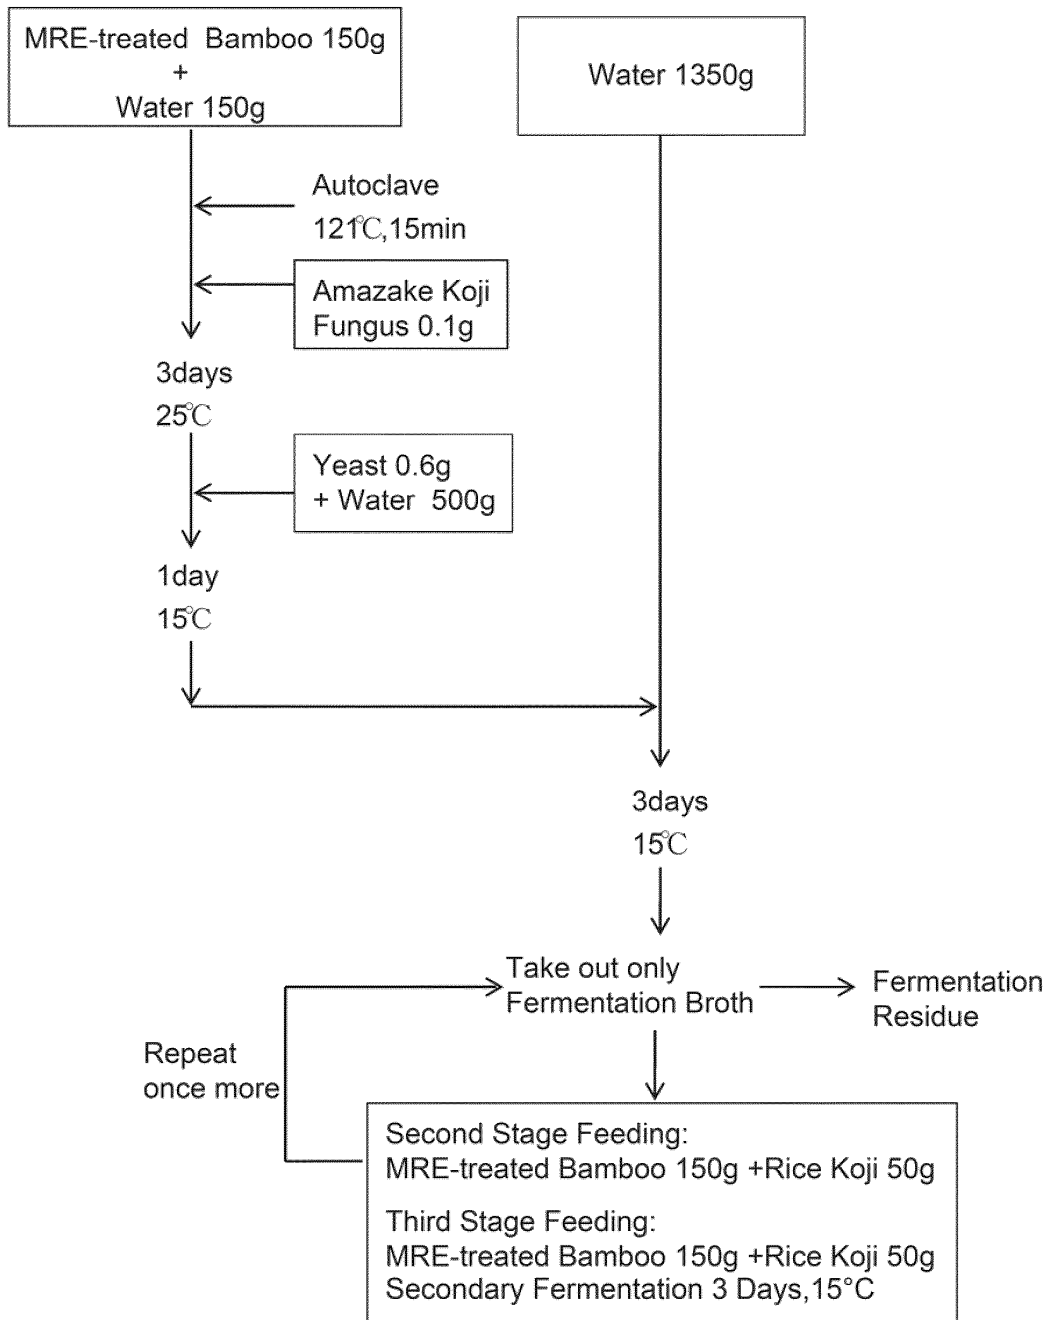 MRE-treated Bamboo 150g
+
Water 150g
Water 1350g
Autoclave
121℃,15min
Amazake Koji
Fungus 0.1g
3days
25℃
Yeast 0.6g
+ Water 500g
1day
15℃
3days
15℃
Take out only
Fermentation Broth
Fermentation
Residue
Repeat
once more
Second Stage Feeding:
MRE-treated Bamboo 150g +Rice Koji 50g
Third Stage Feeding:
MRE-treated Bamboo 150g +Rice Koji 50g
Secondary Fermentation 3 Days,15°C